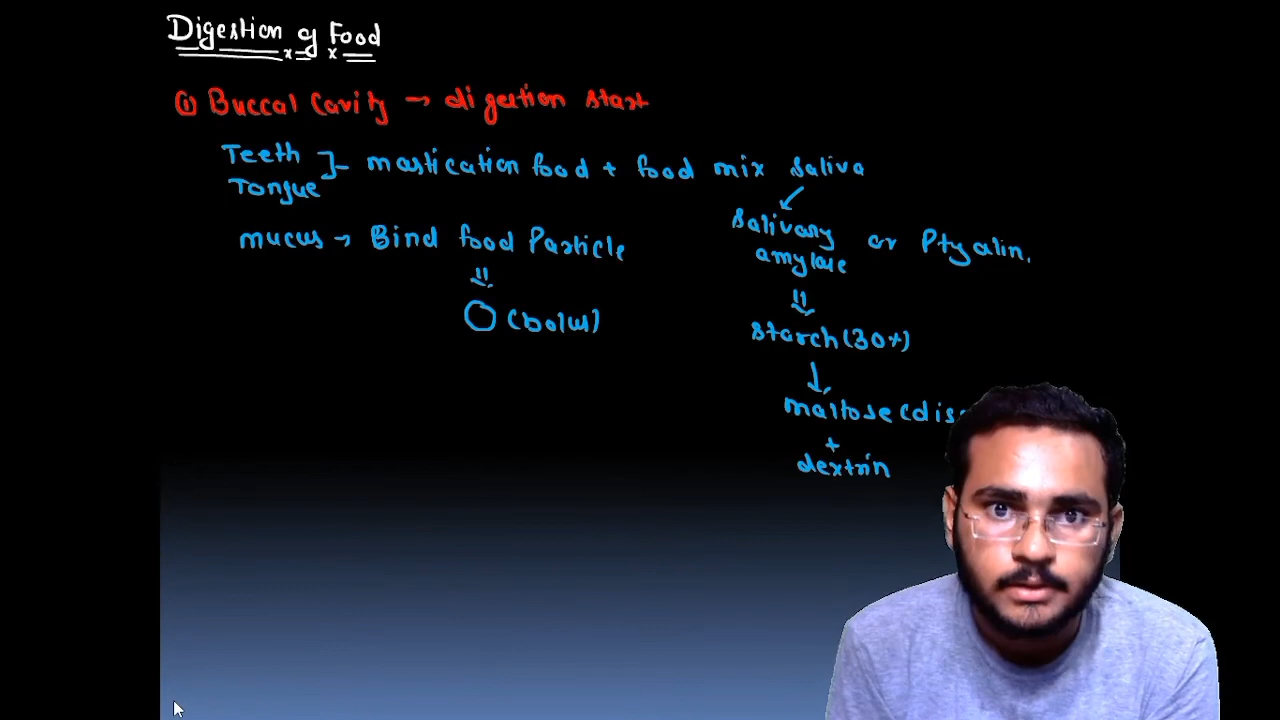 Digestion of Food
① Buccal Cavity → digestion start
Teeth
Tongue
]- mastication food + food mix saliva
mucus → Bind food Particle
(bolus)
Salivary
amylase
or Ptyalin.
starch (30%)
maltose (dis
+
dextrin